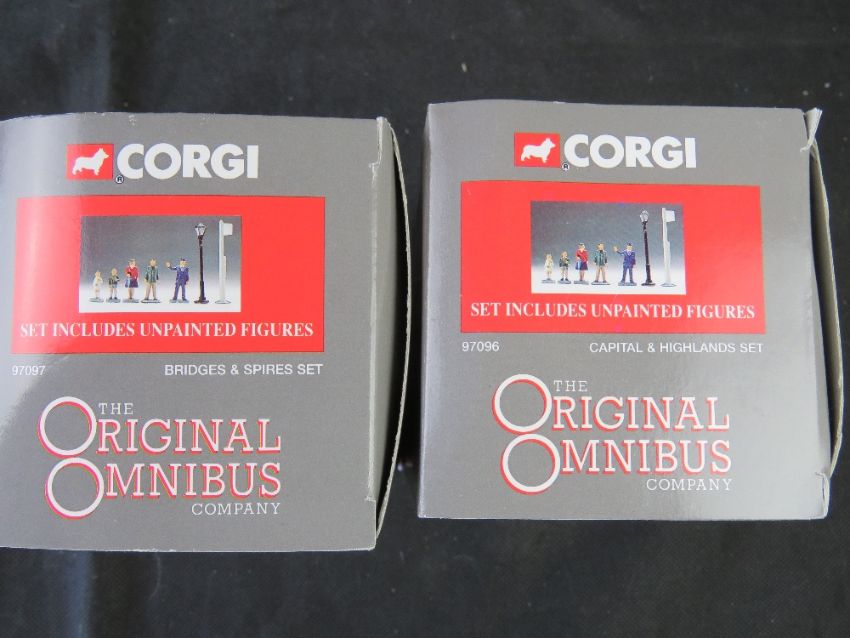 CORGI
®
SET INCLUDES UNPAINTED FIGURES
97097 BRIDGES & SPIRES SET
THE
ORIGINAL
OMNIBUS
COMPANY
CORGI
®
SET INCLUDES UNPAINTED FIGURES
97096 CAPITAL & HIGHLANDS SET
THE
ORIGINAL
OMNIBUS
COMPANY